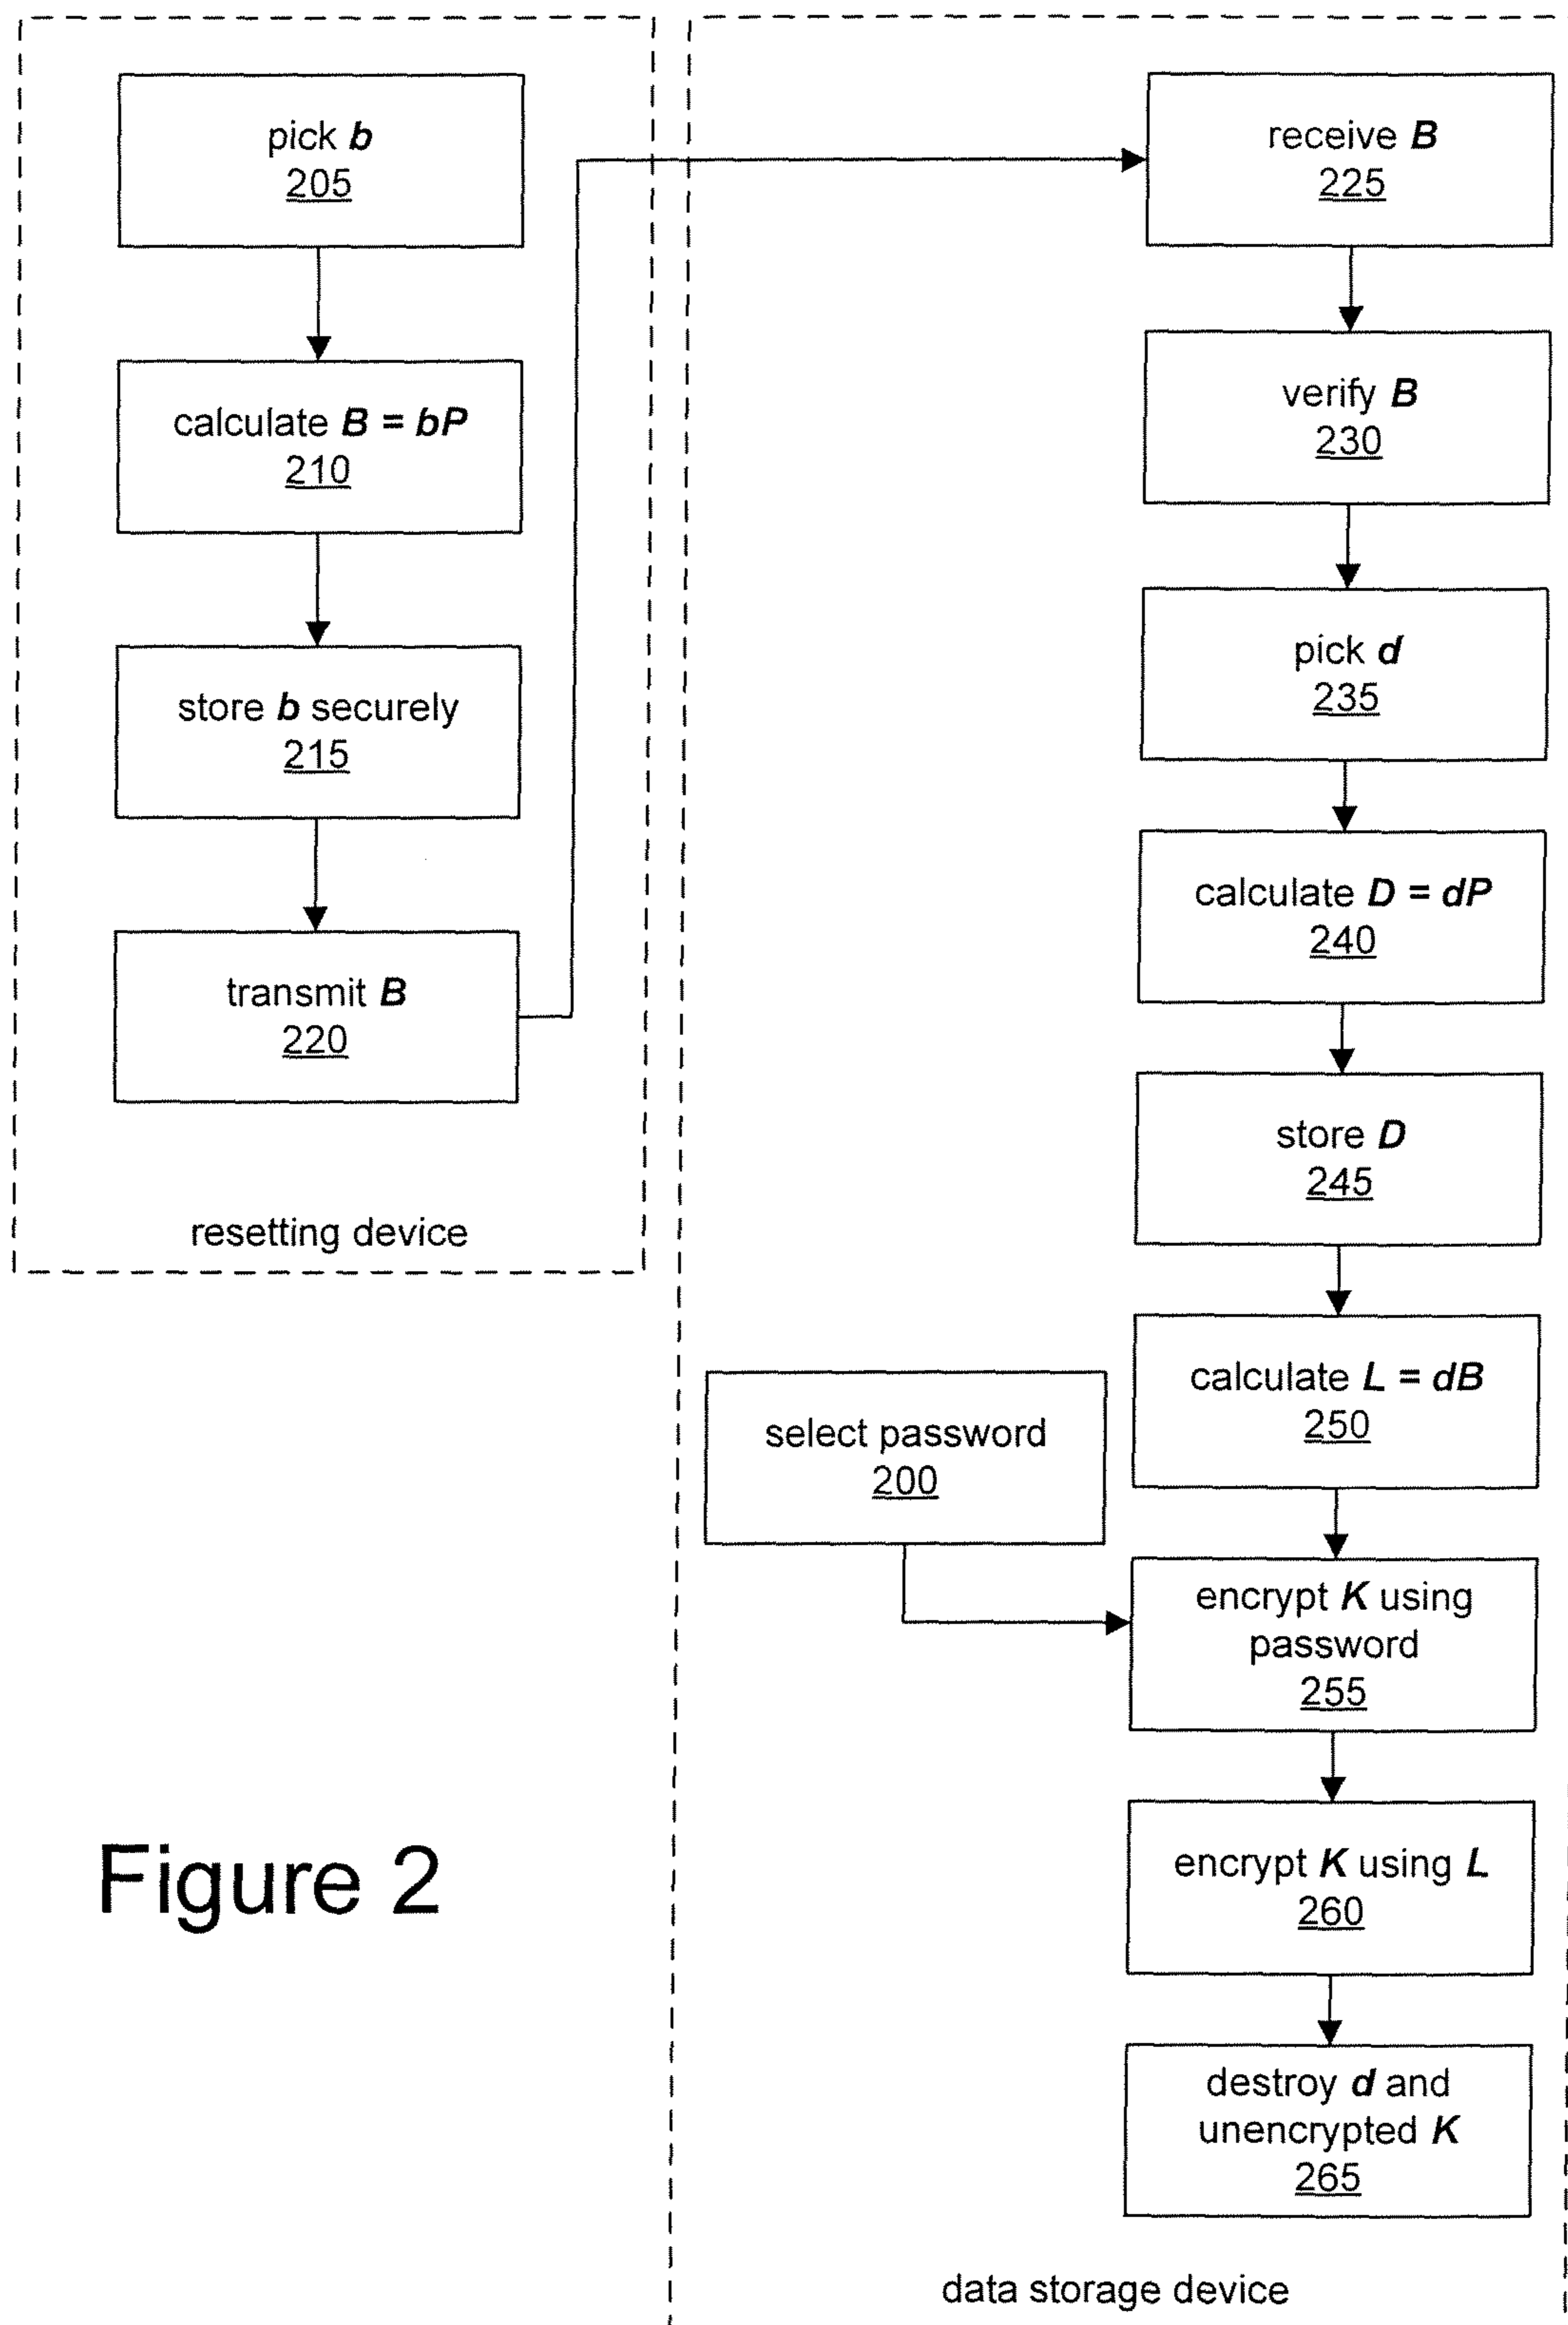 pick b
205
calculate B = bP
210
store b securely
215
transmit B
220
resetting device
receive B
225
verify B
230
pick d
235
calculate D = dP
240
store D
245
calculate L = dB
250
select password
200
encrypt K using
password
255
encrypt K using L
260
destroy d and
unencrypted K
265
data storage device
Figure 2